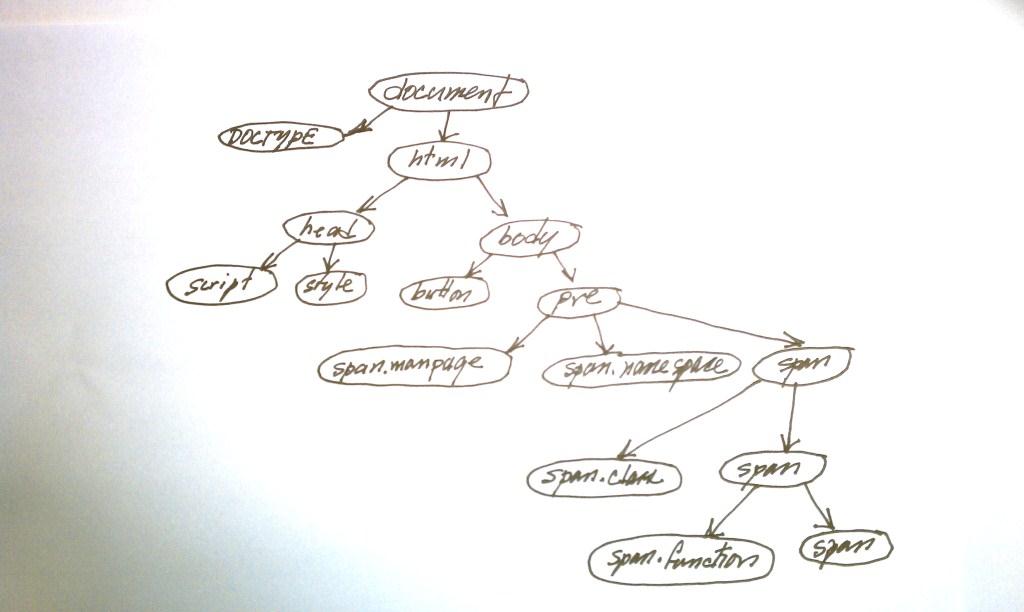 document
DOCTYPE
html
head
body
script
style
button
pre
span.manpage
span.namespace
span
span.class
span
span.function
span